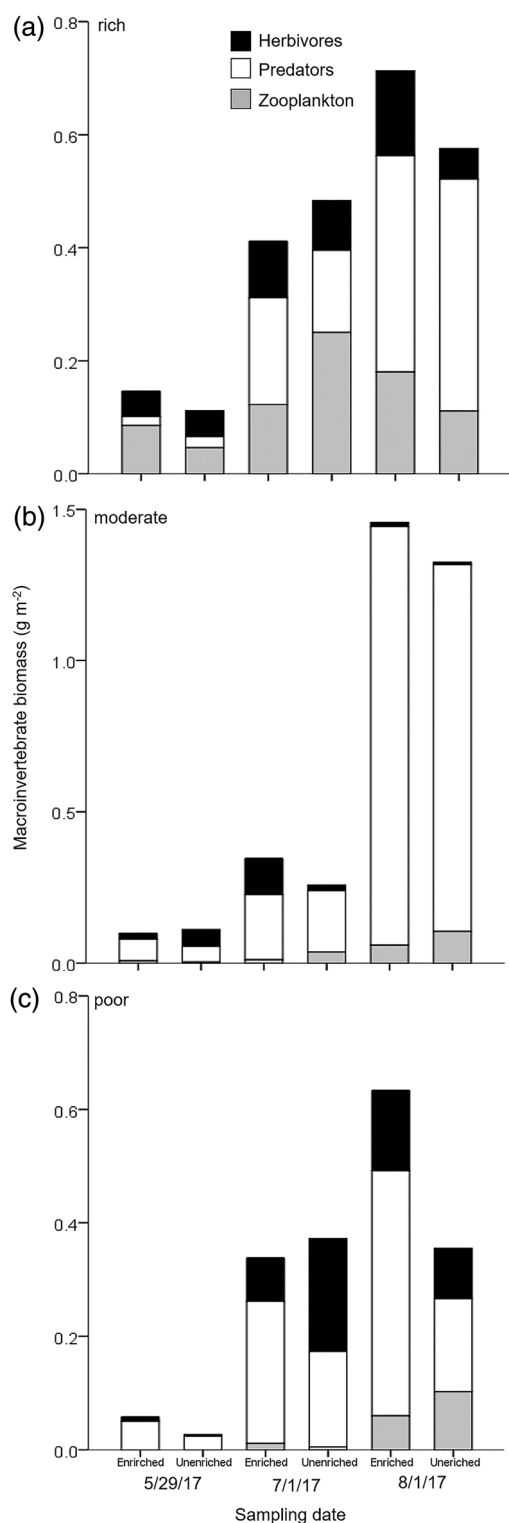 (a) rich
Herbivores
Predators
Zooplankton
0.8
0.6
0.4
0.2
0.0
(b) moderate
1.5
1.0
0.5
0.0
Macroinvertebrate biomass (g m-2)
(c) poor
0.8
0.6
0.4
0.2
0.0
Enrirched Unenriched Enriched Unenriched Enriched Uneriched
5/29/17 7/1/17 8/1/17
Sampling date